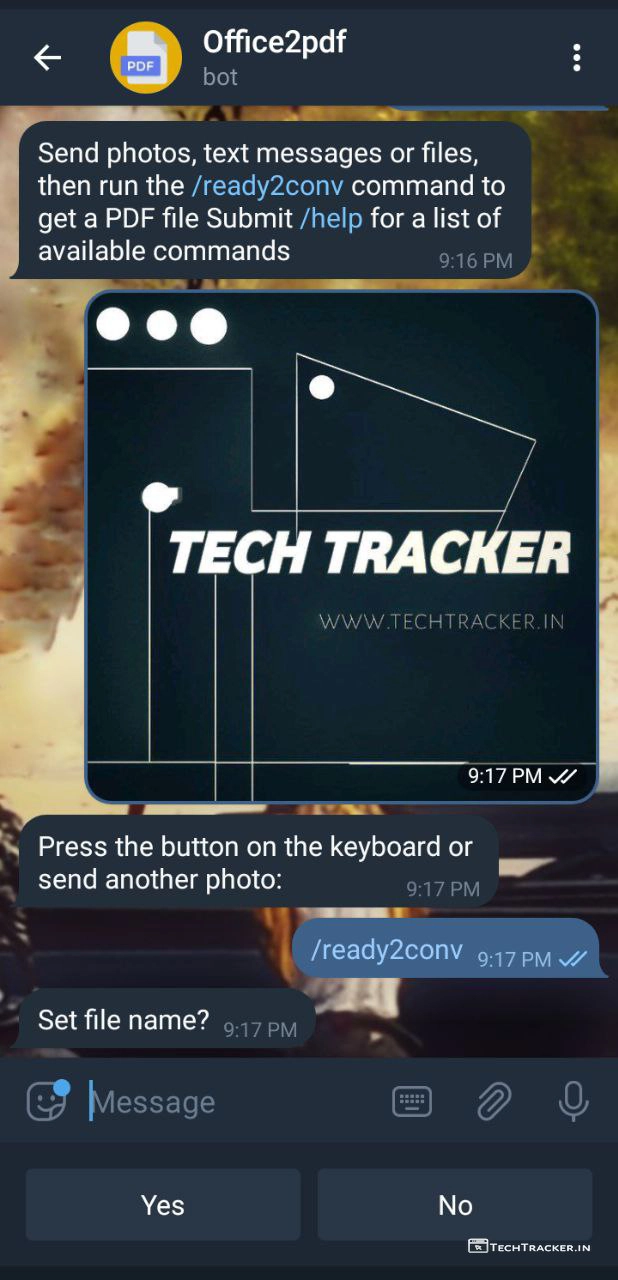 Office2pdf
PDF
bot
Send photos, text messages or files,
then run the /ready2conv command to
get a PDF file Submit /help for a list of
available commands
9:16 PM
TECH TRACKER
WWW.TECHTRACKER.IN
9:17 PM
Press the button on the keyboard or
send another photo:
9:17 PM
/ready2conv 9:17 PM
Set file name? 9:17 PM
Message
Yes No
TECHTRACKER.IN